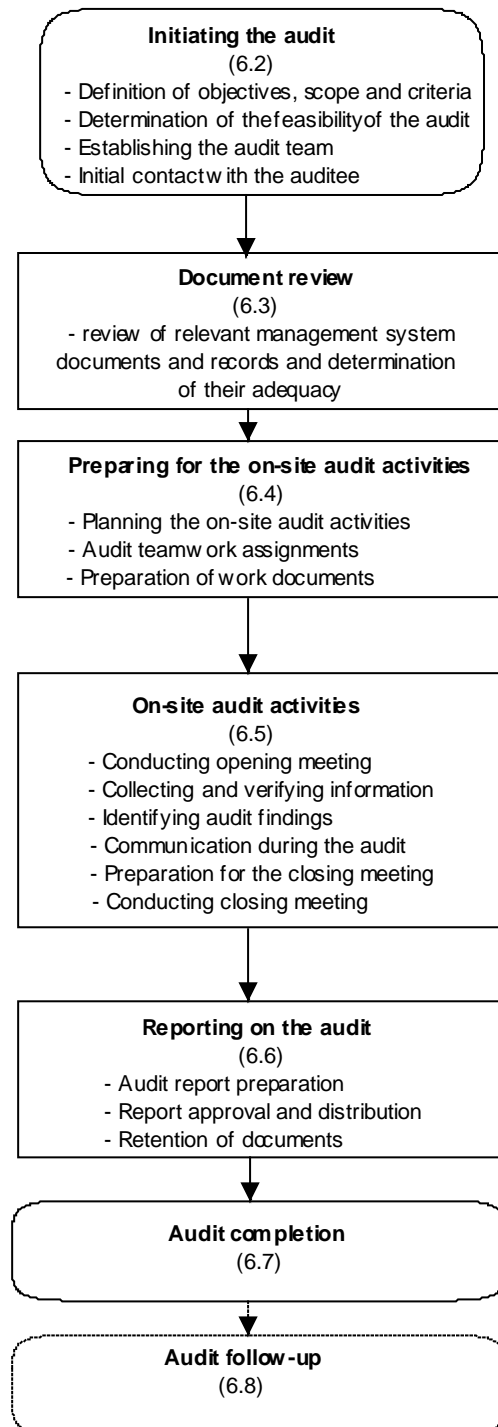 Initiating the audit
(6.2)
- Definition of objectives, scope and criteria
- Determination of the feasibility of the audit
- Establishing the audit team
- Initial contact with the auditee
Document review
(6.3)
- review of relevant management system
documents and records and determination
of their adequacy
Preparing for the on-site audit activities
(6.4)
- Planning the on-site audit activities
- Audit team work assignments
- Preparation of work documents
On-site audit activities
(6.5)
- Conducting opening meeting
- Collecting and verifying information
- Identifying audit findings
- Communication during the audit
- Preparation for the closing meeting
- Conducting closing meeting
Reporting on the audit
(6.6)
- Audit report preparation
- Report approval and distribution
- Retention of documents
Audit completion
(6.7)
Audit follow-up
(6.8)